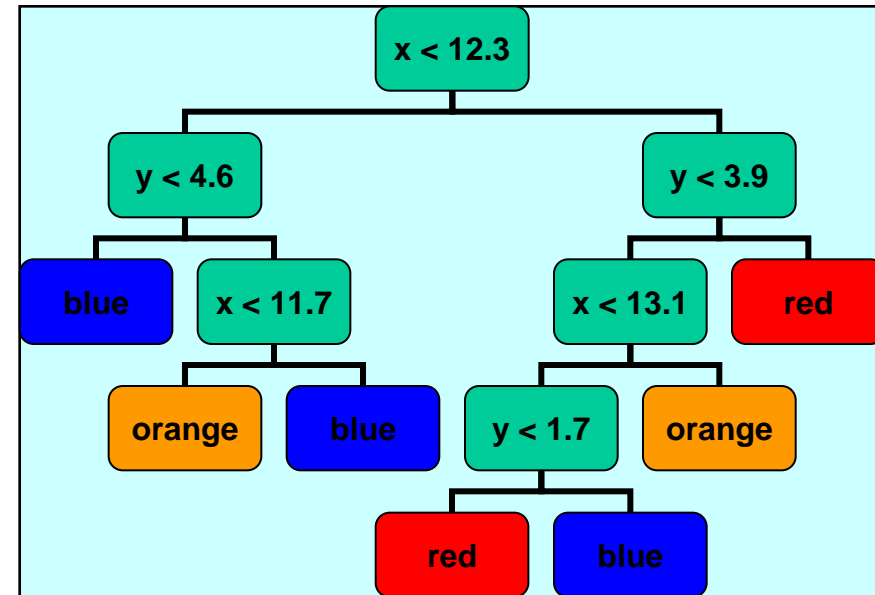 x < 12.3
y < 4.6
y < 3.9
blue
x < 11.7
x < 13.1
red
orange
blue
y < 1.7
orange
red
blue